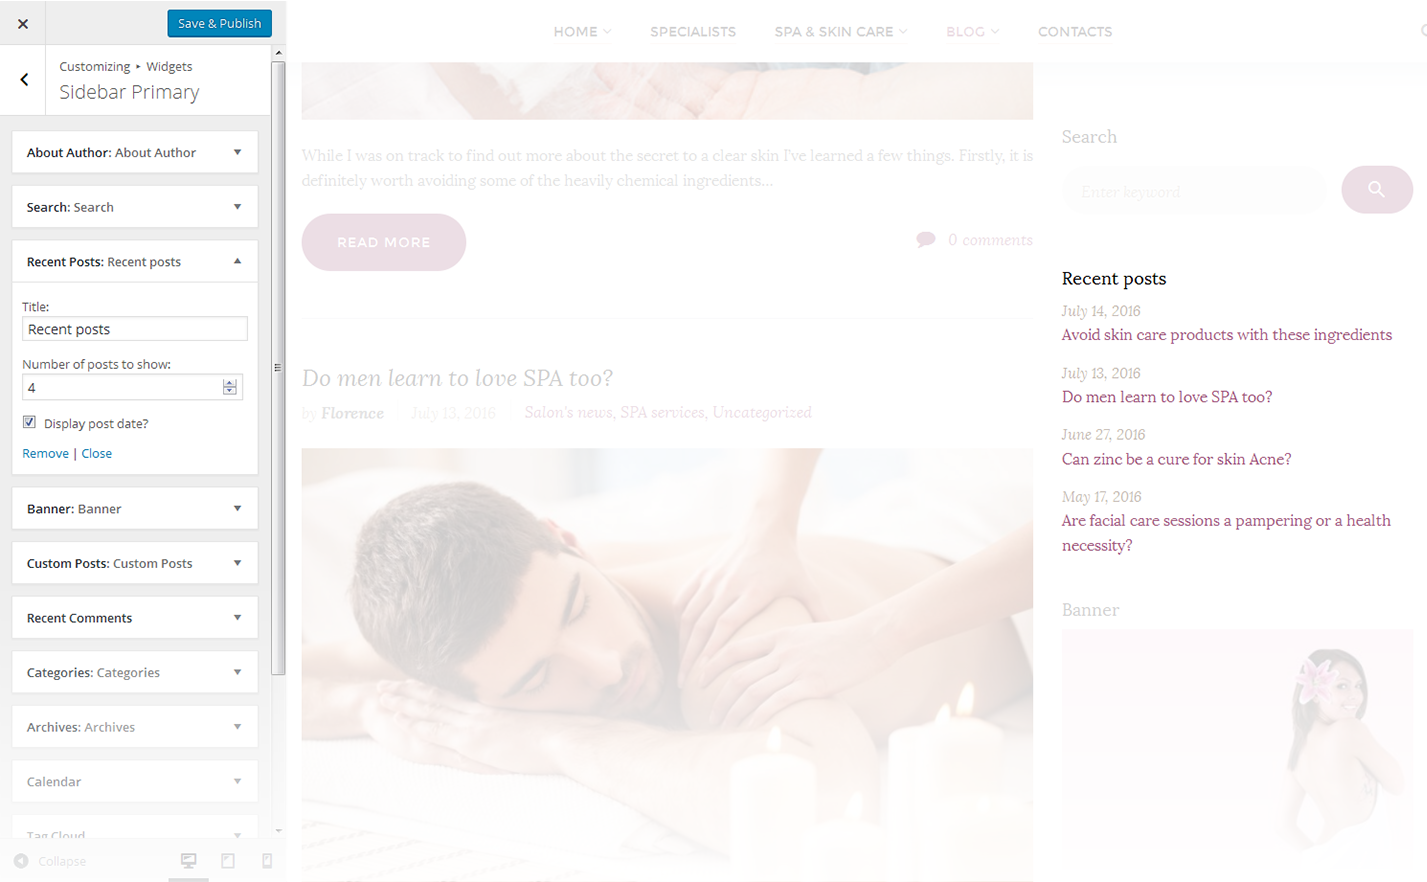 Save & Publish
Customizing ▸ Widgets
Sidebar Primary
About Author: About Author
Search: Search
Recent Posts: Recent posts
Title:
Recent posts
Number of posts to show:
4
Display post date?
Remove | Close
Banner: Banner
Custom Posts: Custom Posts
Recent Comments
Categories: Categories
Archives: Archives
Calendar
Tag Cloud
Collapse
HOME SPECIALISTS SPA & SKIN CARE BLOG CONTACTS
While I was on track to find out more about the secret to a clear skin I've learned a few things. Firstly, it is
definitely worth avoiding some of the heavily chemical ingredients...
READ MORE
0 comments
Do men learn to love SPA too?
by Florence July 13, 2016 Salon's news, SPA services, Uncategorized
Search
Enter keyword
Recent posts
July 14, 2016
Avoid skin care products with these ingredients
July 13, 2016
Do men learn to love SPA too?
June 27, 2016
Can zinc be a cure for skin Acne?
May 17, 2016
Are facial care sessions a pampering or a health
necessity?
Banner